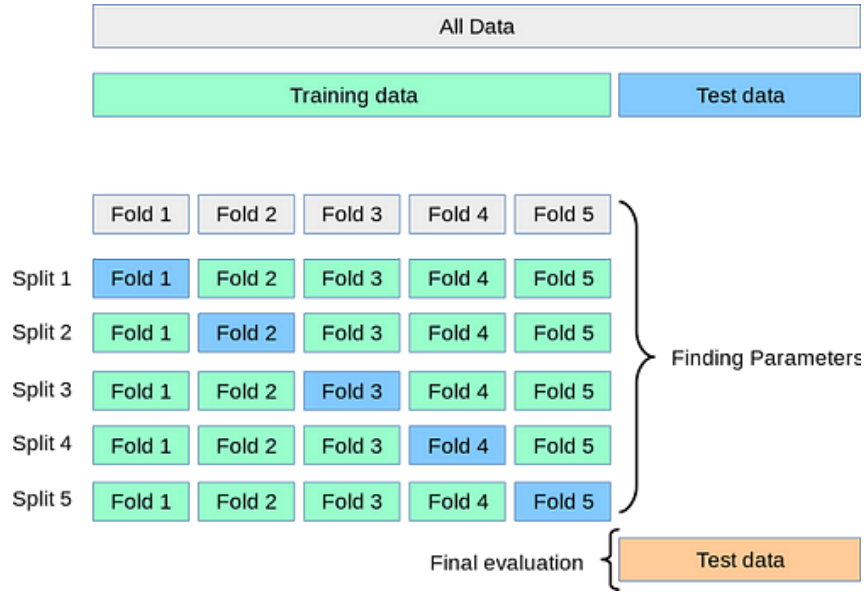 All Data
Training data Test data
Fold 1 Fold 2 Fold 3 Fold 4 Fold 5
Split 1 Fold 1 Fold 2 Fold 3 Fold 4 Fold 5
Split 2 Fold 1 Fold 2 Fold 3 Fold 4 Fold 5
Finding Parameters
Split 3 Fold 1 Fold 2 Fold 3 Fold 4 Fold 5
Split 4 Fold 1 Fold 2 Fold 3 Fold 4 Fold 5
Split 5 Fold 1 Fold 2 Fold 3 Fold 4 Fold 5
Final evaluation Test data